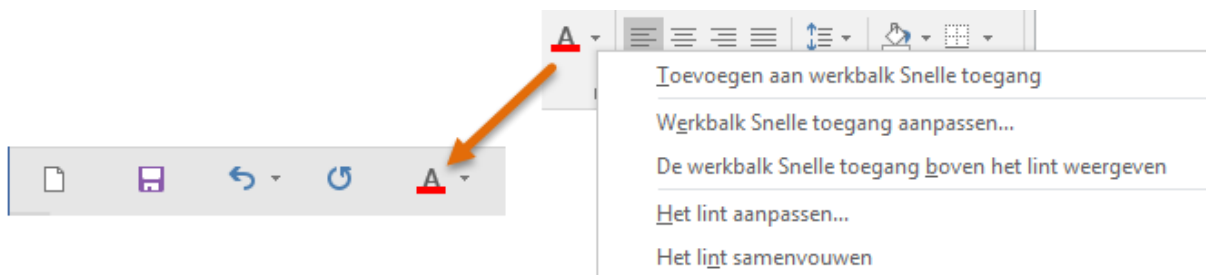 A
Toevoegen aan werkbalk Snelle toegang
Werkbalk Snelle toegang aanpassen...
De werkbalk Snelle toegang boven het lint weergeven
Het lint aanpassen...
Het lint samenvouwen
A